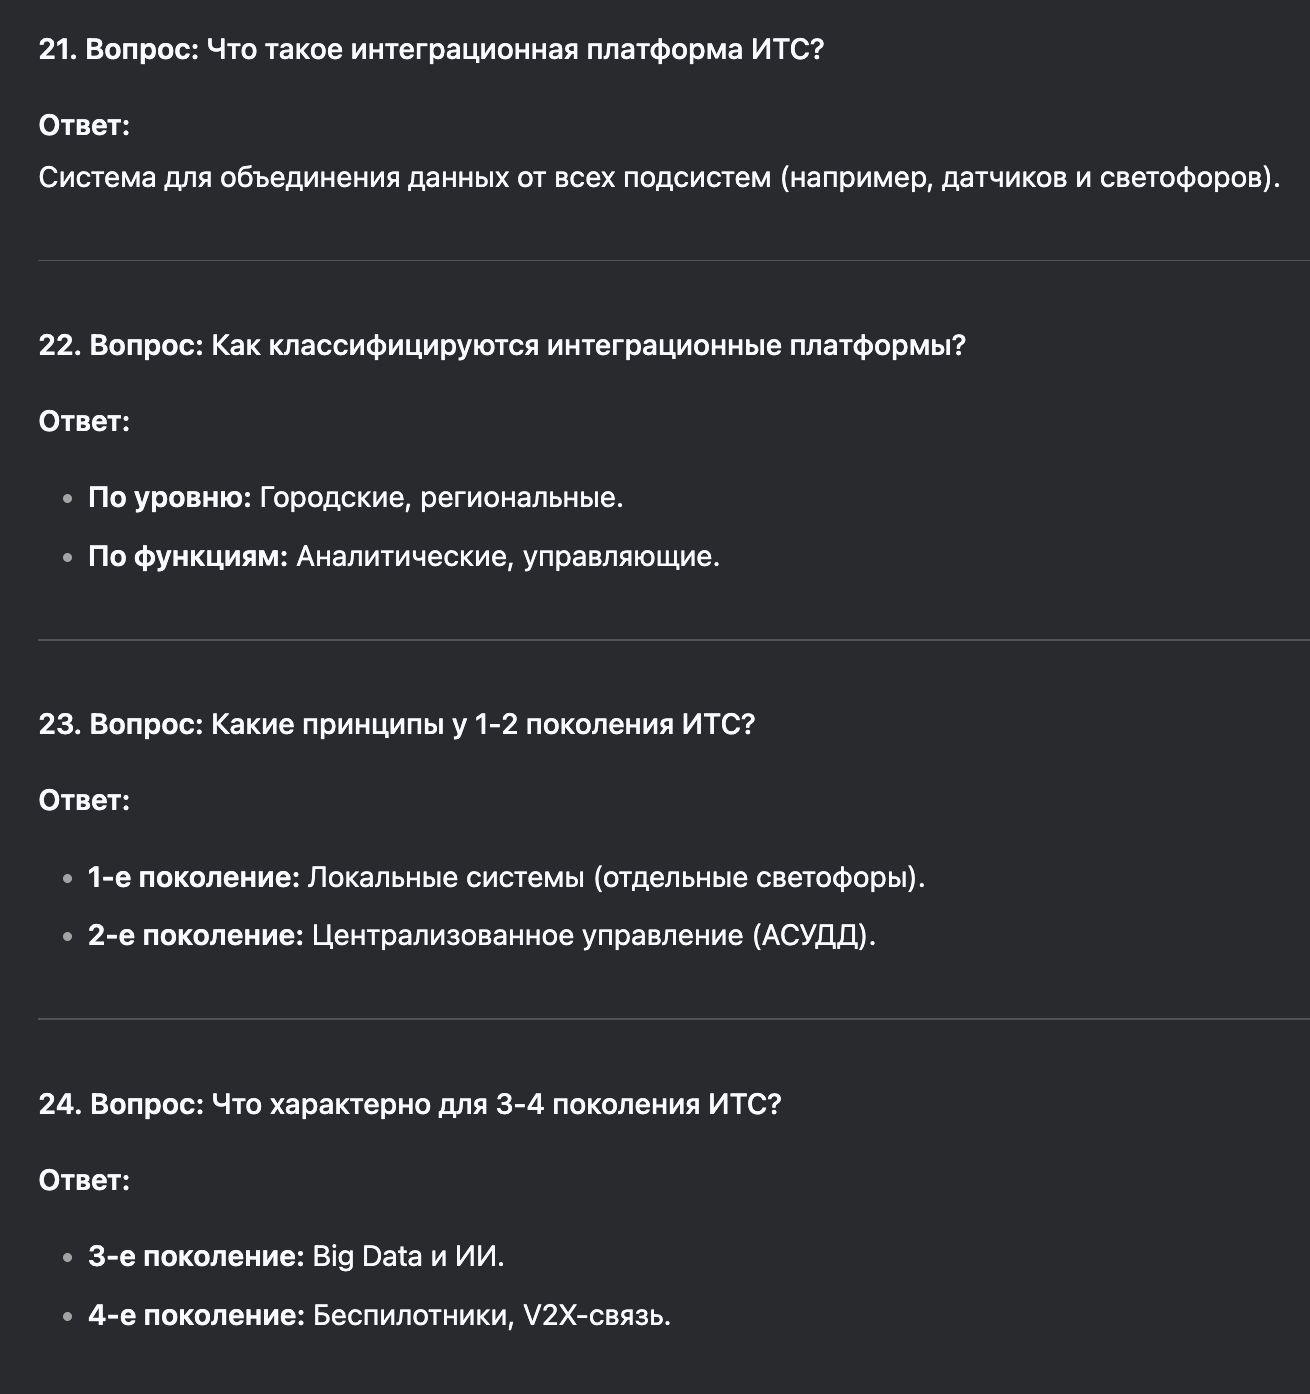 21. Вопрос: Что такое интеграционная платформа ИТС?
Ответ:
Система для объединения данных от всех подсистем (например, датчиков и светофоров).
22. Вопрос: Как классифицируются интеграционные платформы?
Ответ:
• По уровню: Городские, региональные.
• По функциям: Аналитические, управляющие.
23. Вопрос: Какие принципы у 1-2 поколения ИТС?
Ответ:
• 1-е поколение: Локальные системы (отдельные светофоры).
• 2-е поколение: Централизованное управление (АСУДД).
24. Вопрос: Что характерно для 3-4 поколения ИТС?
Ответ:
• 3-е поколение: Big Data и ИИ.
• 4-е поколение: Беспилотники, V2X-связь.